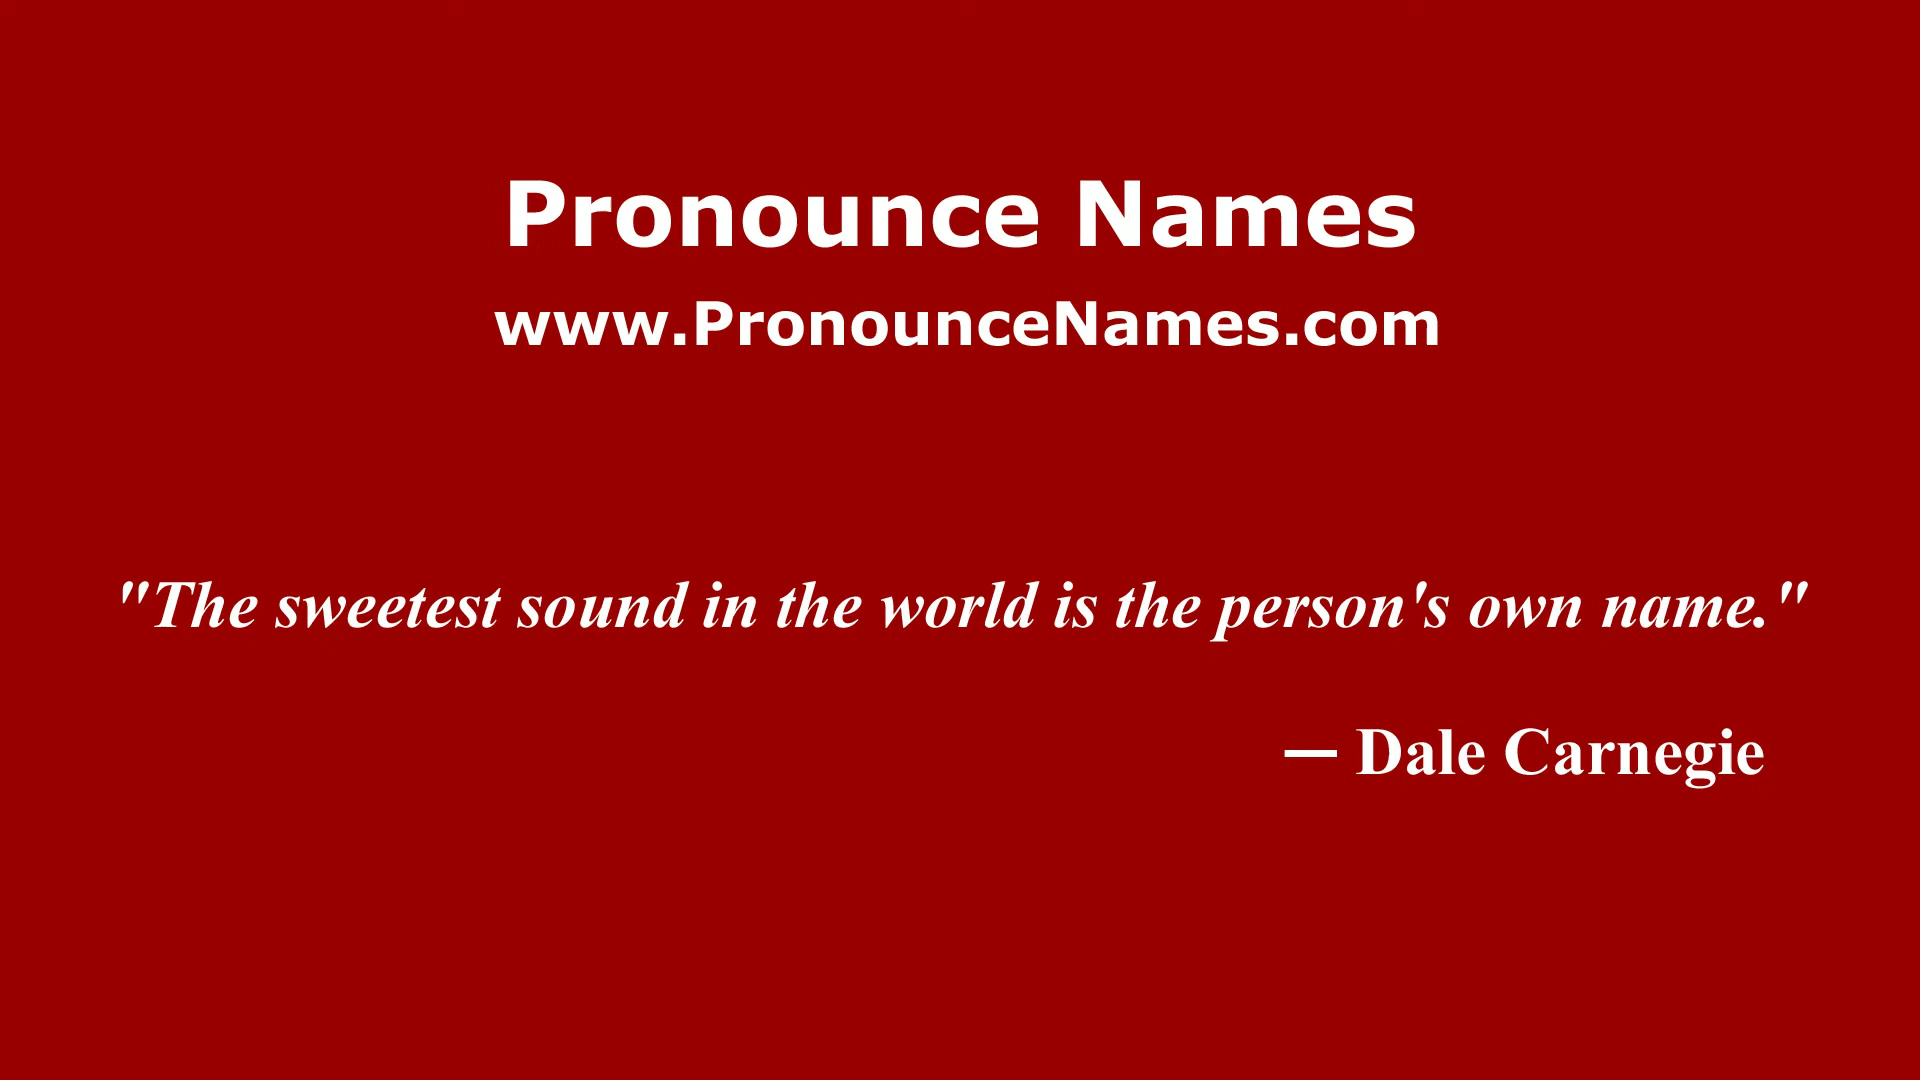 Pronounce Names
www.PronounceNames.com
"The sweetest sound in the world is the person's own name."
— Dale Carnegie